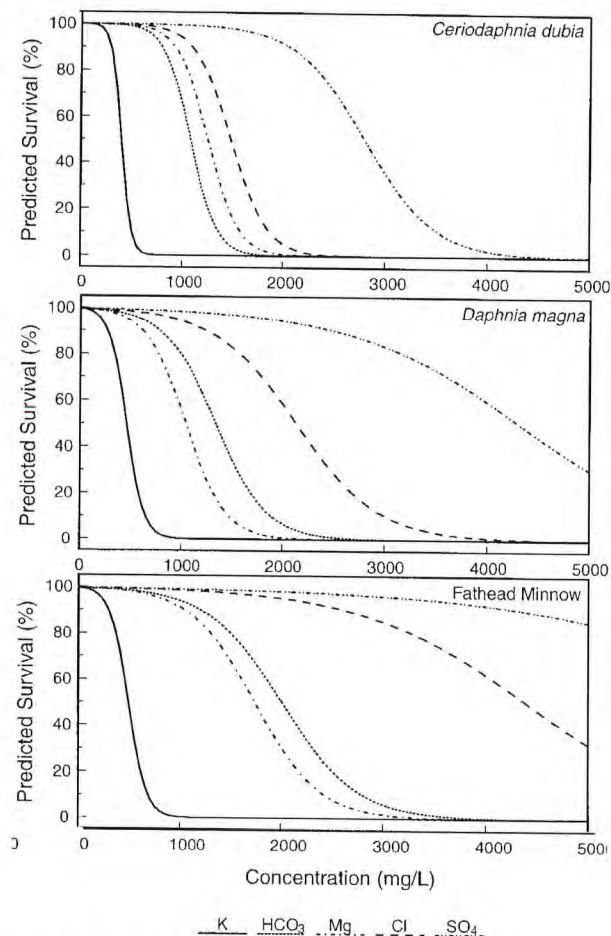 Ceriodaphnia dubia
Predicted Survival (%)
100
80
60
40
20
0
0 1000 2000 3000 4000 5000
Daphnia magna
Predicted Survival (%)
100
80
60
40
20
0
0 1000 2000 3000 4000 5000
Fathead Minnow
Predicted Survival (%)
100
80
60
40
20
0
0 1000 2000 3000 4000 500
Concentration (mg/L)
K HCO₃ Mg Cl SO₄